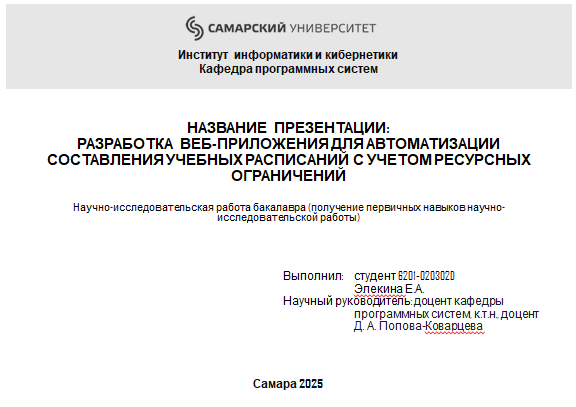 САМАРСКИЙ УНИВЕРСИТЕТ
Институт информатики и кибернетики
Кафедра программных систем
НАЗВАНИЕ ПРЕЗЕНТАЦИИ:
РАЗРАБОТКА ВЕБ-ПРИЛОЖЕНИЯ ДЛЯ АВТОМАТИЗАЦИИ
СОСТАВЛЕНИЯ УЧЕБНЫХ РАСПИСАНИЙ С УЧЕТОМ РЕСУРСНЫХ
ОГРАНИЧЕНИЙ
Научно-исследовательская работа бакалавра (получение первичных навыков научно-
исследовательской работы)
Выполнил: студент 6201-020302D
Элекина Е.А.
Научный руководитель: доцент кафедры
программных систем, к.т.н., доцент
Д. А. Попова-Коварцева
Самара 2025